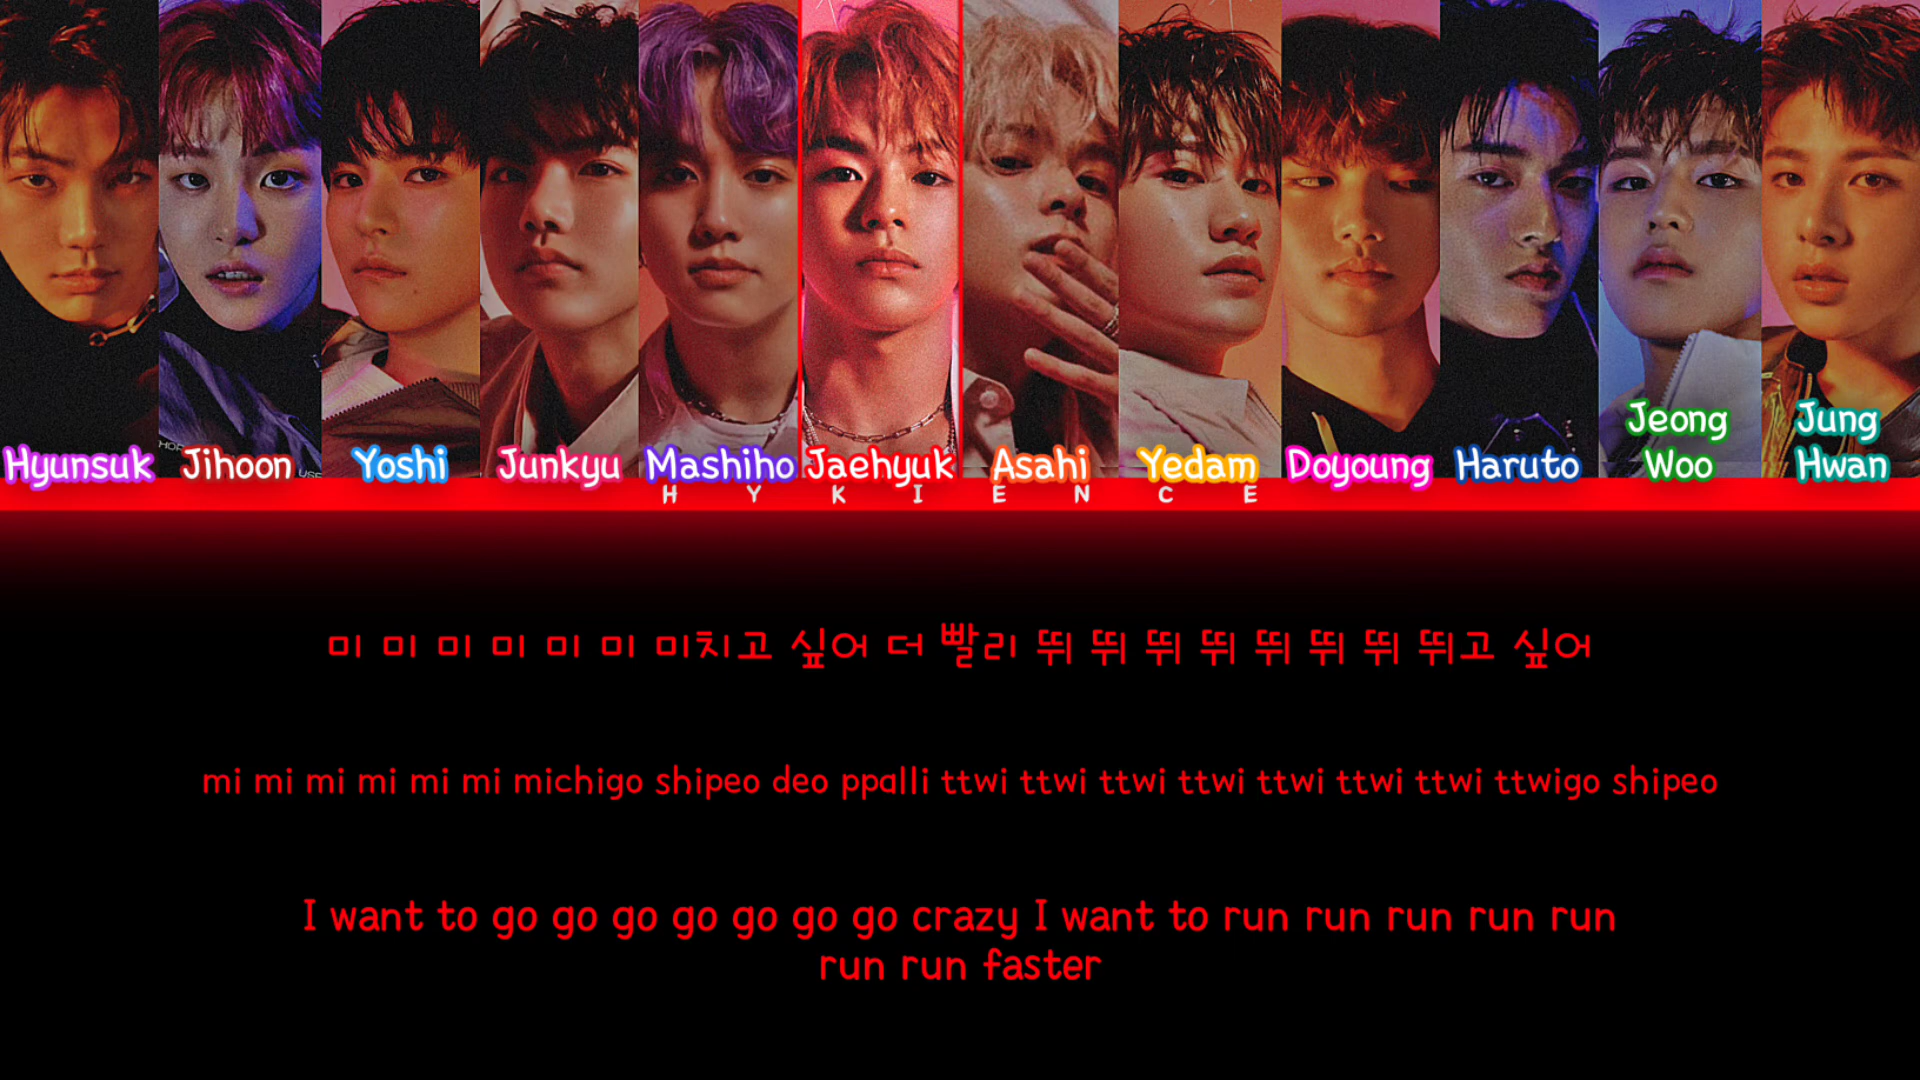 Hyunsuk Jihoon Yoshi Junkyu Mashiho Jaehyuk Asahi Yedam Doyoung Haruto Jeong Woo Jung Hwan
H Y K I E N C E
미 미 미 미 미 미 미치고 싶어 더 빨리 뛰 뛰 뛰 뛰 뛰 뛰 뛰 뛰고 싶어
mi mi mi mi mi mi michigo shipeo deo ppalli ttwi ttwi ttwi ttwi ttwi ttwi ttwi ttwigo shipeo
I want to go go go go go go go crazy I want to run run run run run
run run faster